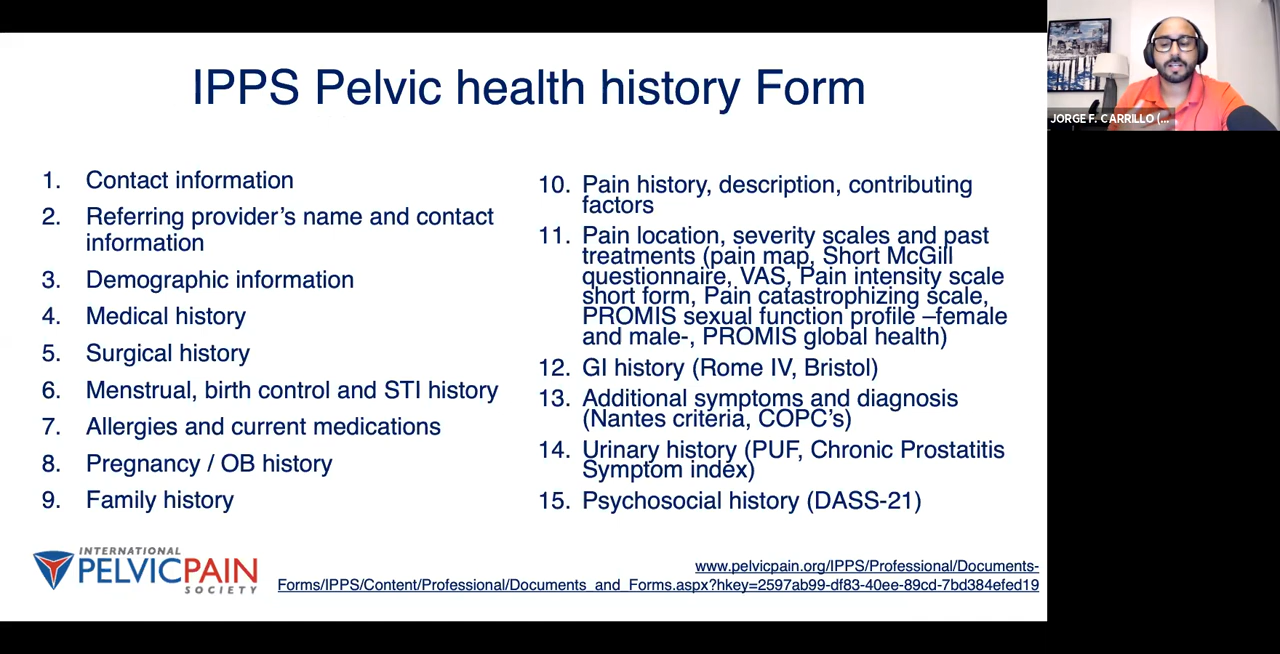 IPPS Pelvic health history Form
1. Contact information
2. Referring provider's name and contact
information
3. Demographic information
4. Medical history
5. Surgical history
6. Menstrual, birth control and STI history
7. Allergies and current medications
8. Pregnancy / OB history
9. Family history
10. Pain history, description, contributing
factors
11. Pain location, severity scales and past
treatments (pain map, Short McGill
questionnaire, VAS, Pain intensity scale
short form, Pain catastrophizing scale,
PROMIS sexual function profile –female
and male-, PROMIS global health)
12. GI history (Rome IV, Bristol)
13. Additional symptoms and diagnosis
(Nantes criteria, COPC's)
14. Urinary history (PUF, Chronic Prostatitis
Symptom index)
15. Psychosocial history (DASS-21)
INTERNATIONAL
PELVICPAIN
SOCIETY
www.pelvicpain.org/IPPS/Professional/Documents-
Forms/IPPS/Content/Professional/Documents_and_Forms.aspx?hkey=2597ab99-df83-40ee-89cd-7bd384efed19
JORGE F. CARRILLO (...